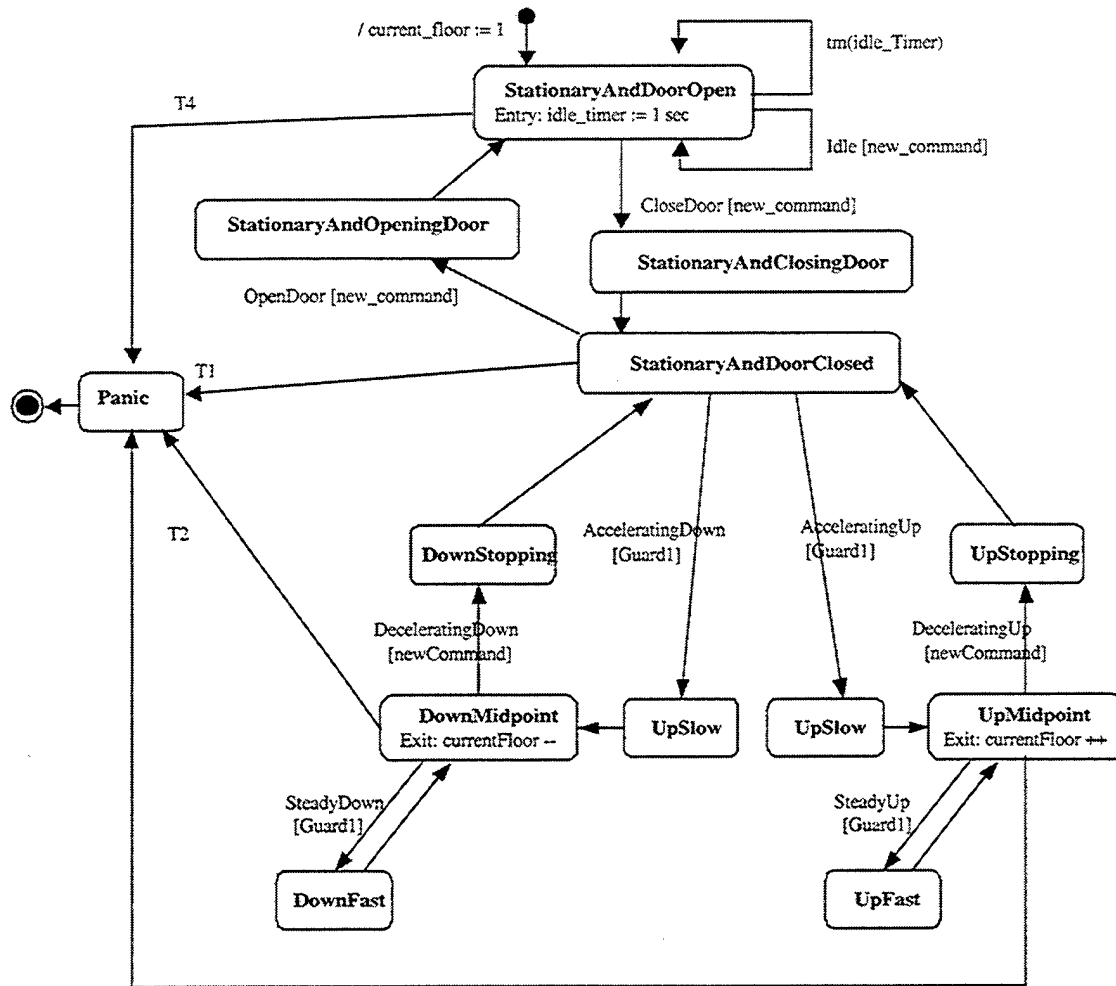 / current_floor := 1
tm(idle_Timer)
StationaryAndDoorOpen
Entry: idle_timer := 1 sec
T4
Idle [new_command]
CloseDoor [new_command]
StationaryAndOpeningDoor
StationaryAndClosingDoor
OpenDoor [new_command]
StationaryAndDoorClosed
T1
Panic
T2
AcceleratingDown
[Guard1]
AcceleratingUp
[Guard1]
DownStopping
UpStopping
DeceleratingDown
[newCommand]
DeceleratingUp
[newCommand]
DownMidpoint
Exit: currentFloor --
UpSlow
UpSlow
UpMidpoint
Exit: currentFloor ++
SteadyDown
[Guard1]
SteadyUp
[Guard1]
DownFast
UpFast